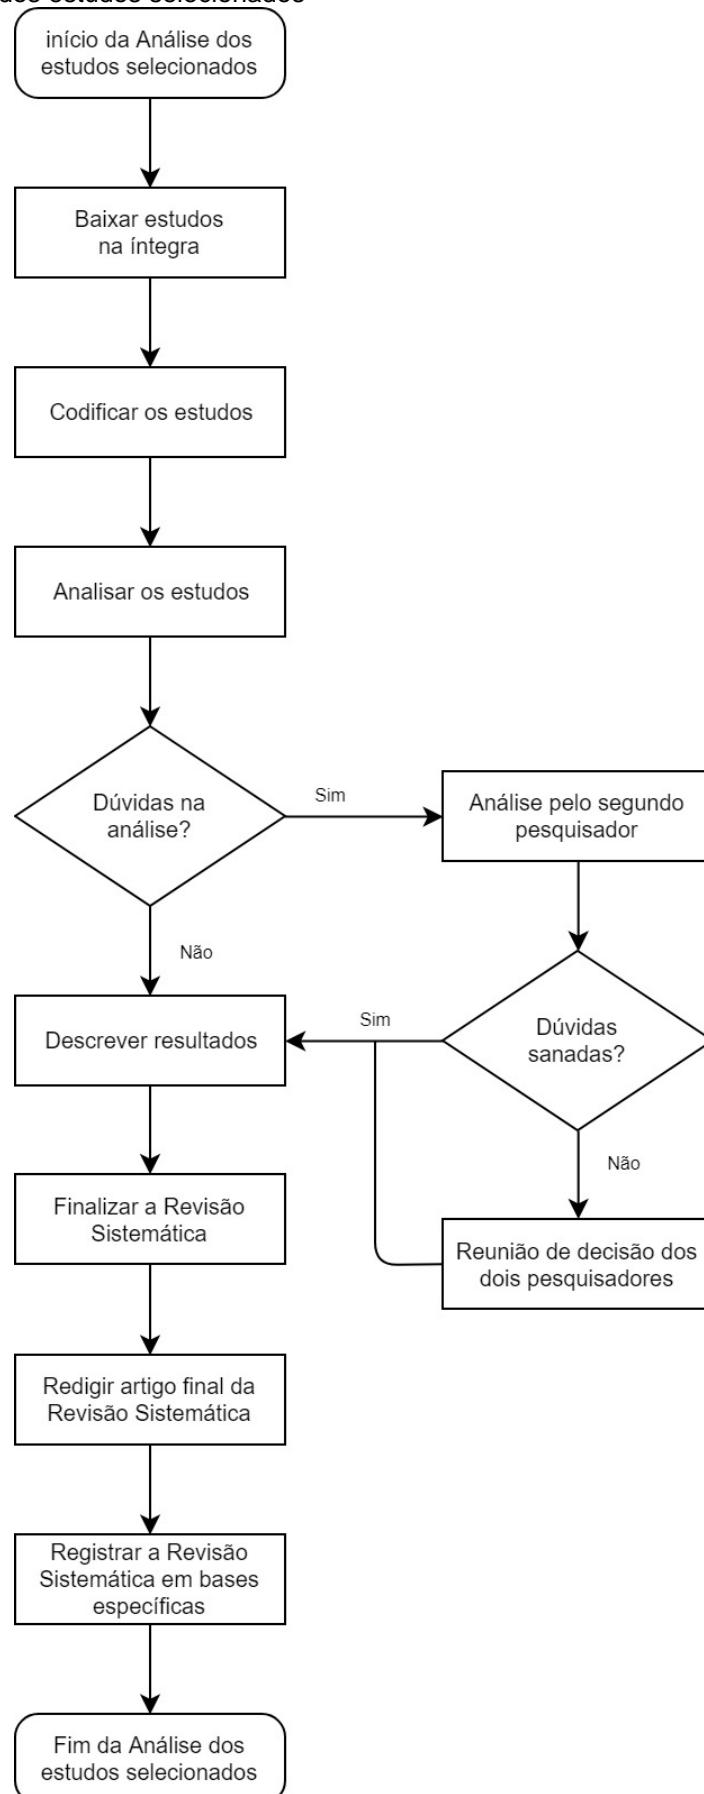 dos estudos selecionados
início da Análise dos
estudos selecionados
Baixar estudos
na íntegra
Codificar os estudos
Analisar os estudos
Dúvidas na
análise?
Sim
Análise pelo segundo
pesquisador
Não
Descrever resultados
Sim
Dúvidas
sanadas?
Não
Reunião de decisão dos
dois pesquisadores
Finalizar a Revisão
Sistemática
Redigir artigo final da
Revisão Sistemática
Registrar a Revisão
Sistemática em bases
específicas
Fim da Análise dos
estudos selecionados